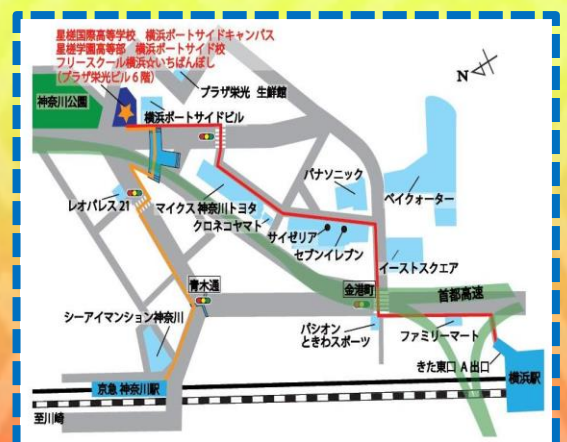 星槎国際高等学校 横浜ポートサイドキャンパス
星槎学園高等部 横浜ポートサイド校
フリースクール横浜☆いちばんぼし
(プラザ栄光ビル6階)
N
プラザ栄光 生鮮館
神奈川公園
横浜ポートサイドビル
パナソニック
レオパレス21
マイクス神奈川トヨタ
ベイクォーター
クロネコヤマト
サイゼリア
セブンイレブン
イーストスクエア
青木通
金港町
首都高速
シーアイマンション神奈川
パシオン
ときわスポーツ
ファミリーマート
きた東口 A出口
京急 神奈川駅
横浜駅
至川崎